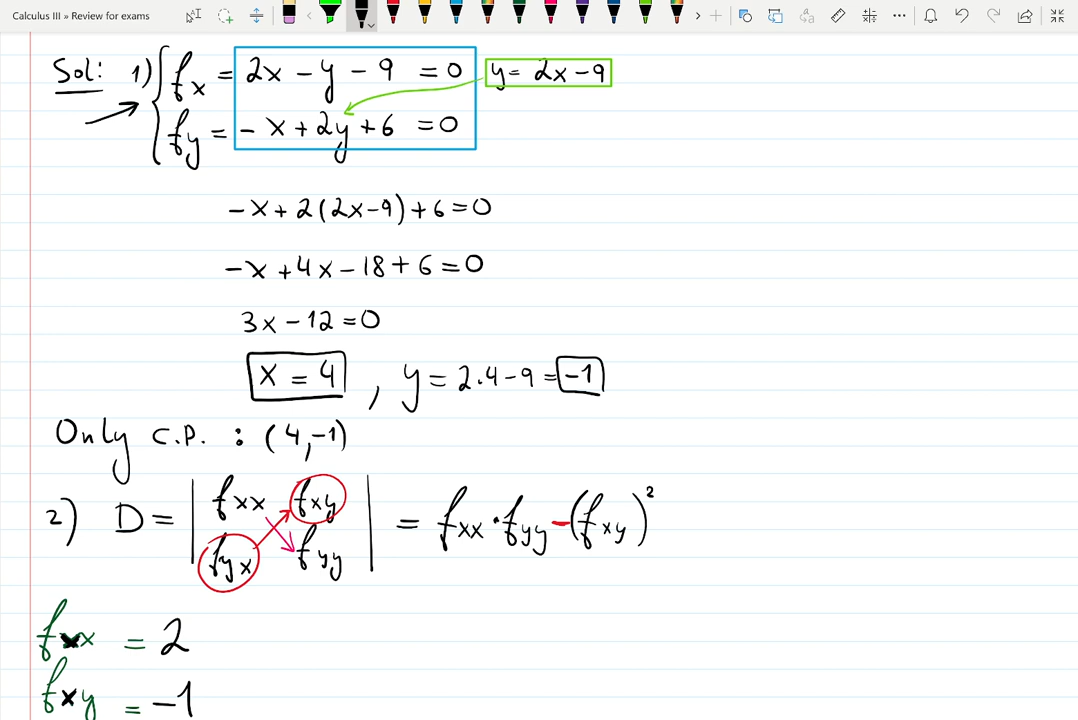 Calculus III » Review for exams
Sol: 1) { fx = 2x - y - 9 = 0 y = 2x - 9
fy = - x + 2y + 6 = 0
-x + 2(2x-9) + 6 = 0
-x + 4x - 18 + 6 = 0
3x - 12 = 0
x = 4 , y = 2·4 - 9 = -1
Only C.P. : (4,-1)
2) D = | fxx fxy fyx fyy | = fxx · fyy - (fxy)²
fxx = 2
fxy = -1